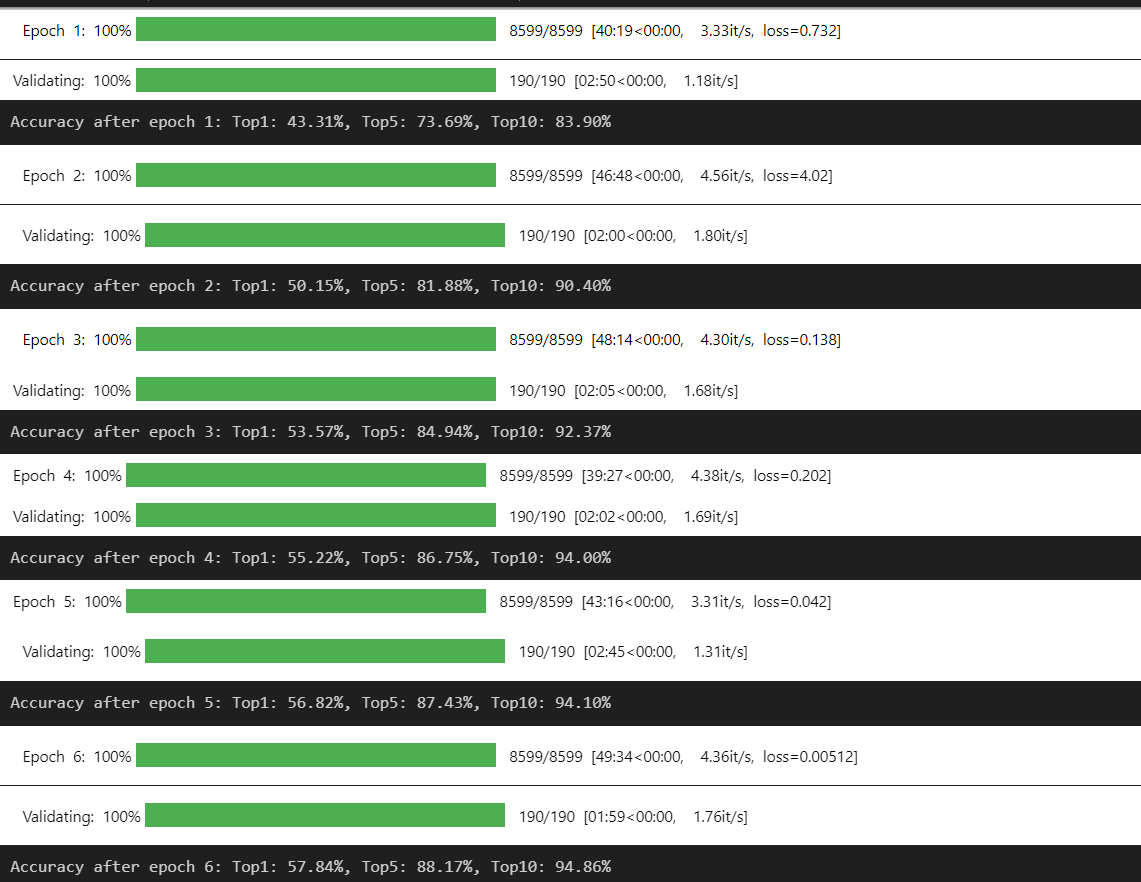 Epoch 1: 100% 8599/8599 [40:19<00:00, 3.33it/s, loss=0.732]
Validating: 100% 190/190 [02:50<00:00, 1.18it/s]
Accuracy after epoch 1: Top1: 43.31%, Top5: 73.69%, Top10: 83.90%
Epoch 2: 100% 8599/8599 [46:48<00:00, 4.56it/s, loss=4.02]
Validating: 100% 190/190 [02:00<00:00, 1.80it/s]
Accuracy after epoch 2: Top1: 50.15%, Top5: 81.88%, Top10: 90.40%
Epoch 3: 100% 8599/8599 [48:14<00:00, 4.30it/s, loss=0.138]
Validating: 100% 190/190 [02:05<00:00, 1.68it/s]
Accuracy after epoch 3: Top1: 53.57%, Top5: 84.94%, Top10: 92.37%
Epoch 4: 100% 8599/8599 [39:27<00:00, 4.38it/s, loss=0.202]
Validating: 100% 190/190 [02:02<00:00, 1.69it/s]
Accuracy after epoch 4: Top1: 55.22%, Top5: 86.75%, Top10: 94.00%
Epoch 5: 100% 8599/8599 [43:16<00:00, 3.31it/s, loss=0.042]
Validating: 100% 190/190 [02:45<00:00, 1.31it/s]
Accuracy after epoch 5: Top1: 56.82%, Top5: 87.43%, Top10: 94.10%
Epoch 6: 100% 8599/8599 [49:34<00:00, 4.36it/s, loss=0.00512]
Validating: 100% 190/190 [01:59<00:00, 1.76it/s]
Accuracy after epoch 6: Top1: 57.84%, Top5: 88.17%, Top10: 94.86%